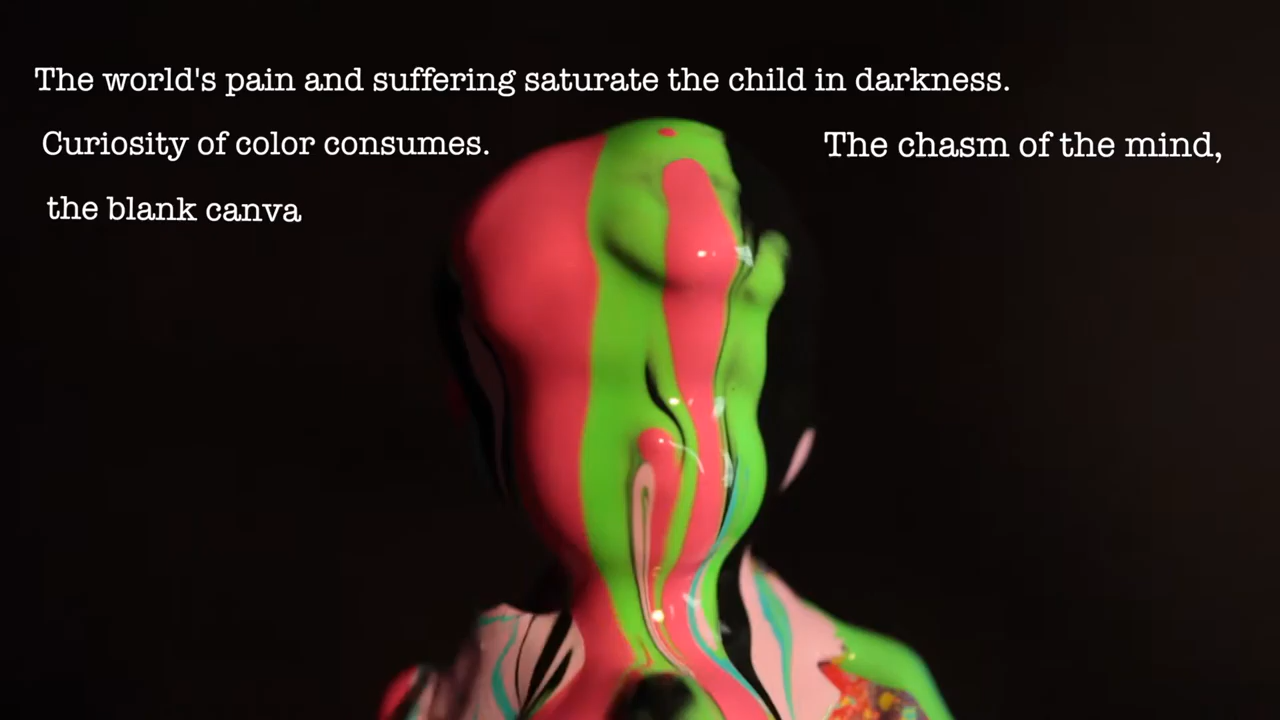 The world's pain and suffering saturate the child in darkness.
Curiosity of color consumes. The chasm of the mind,
the blank canva